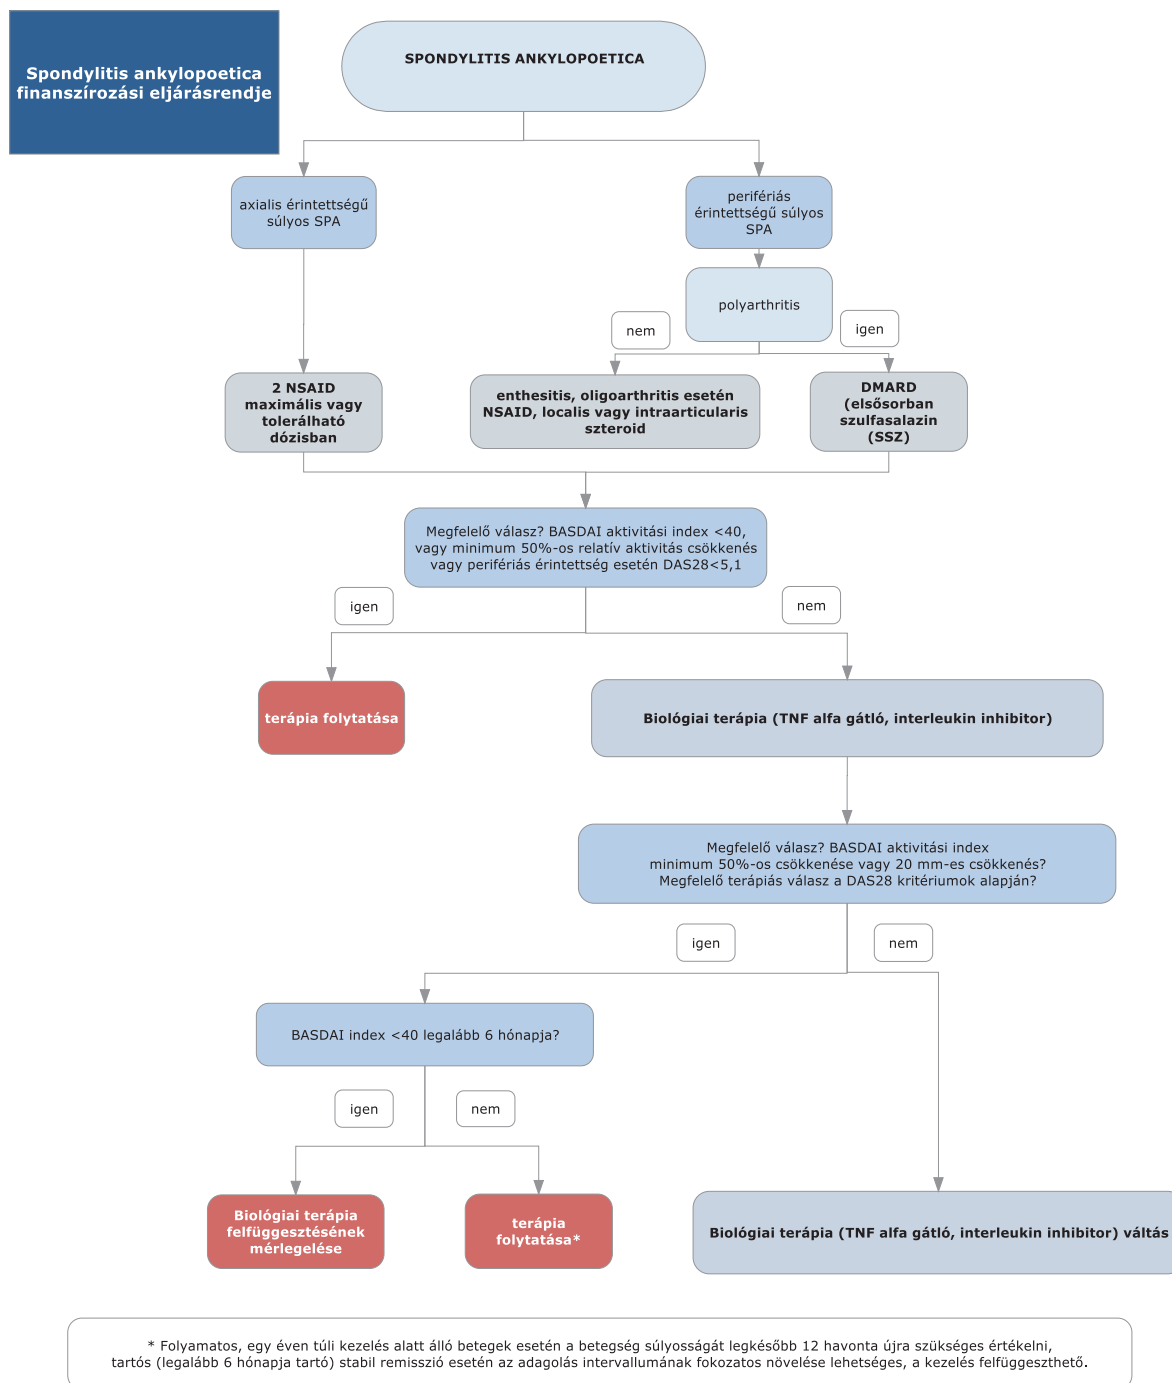 Spondylitis ankylopoetica
finanszírozási eljárásrendje
SPONDYLITIS ANKYLOPOETICA
axialis érintettségű
súlyos SPA
perifériás
érintettségű súlyos
SPA
polyarthritis
nem
igen
2 NSAID
maximális vagy
tolerálható
dózisban
enthesitis, oligoarthritis esetén
NSAID, localis vagy intraarticularis
szteroid
DMARD
(elsősorban
szulfasalazin
(SSZ)
Megfelelő válasz? BASDAI aktivitási index <40,
vagy minimum 50%-os relatív aktivitás csökkenés
vagy perifériás érintettség esetén DAS28<5,1
igen
nem
terápia folytatása
Biológiai terápia (TNF alfa gátló, interleukin inhibitor)
Megfelelő válasz? BASDAI aktivitási index
minimum 50%-os csökkenése vagy 20 mm-es csökkenés?
Megfelelő terápiás válasz a DAS28 kritériumok alapján?
igen
nem
BASDAI index <40 legalább 6 hónapja?
igen
nem
Biológiai terápia
felfüggesztésének
mérlegelése
terápia
folytatása*
Biológiai terápia (TNF alfa gátló, interleukin inhibitor) váltás
* Folyamatos, egy éven túli kezelés alatt álló betegek esetén a betegség súlyosságát legkésőbb 12 havonta újra szükséges értékelni,
tartós (legalább 6 hónapja tartó) stabil remisszió esetén az adagolás intervallumának fokozatos növelése lehetséges, a kezelés felfüggeszthető.